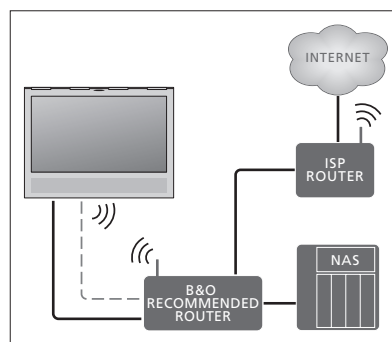 INTERNET
ISP
ROUTER
NAS
B&O
RECOMMENDED
ROUTER